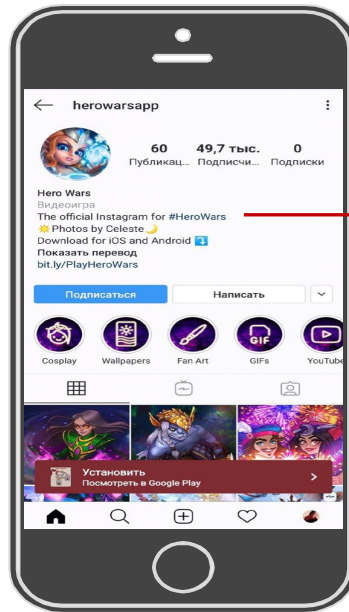 herowarsapp
60 49,7 тыс. 0
Публикац... Подписчи... Подписки
Hero Wars
Видеоигра
The official Instagram for #HeroWars
☀️Photos by Celeste🌙
Download for iOS and Android ⤵️
Показать перевод
bit.ly/PlayHeroWars
Подписаться Написать
GIF
Cosplay Wallpapers Fan Art GIFs YouTube
Установить
Посмотреть в Google Play